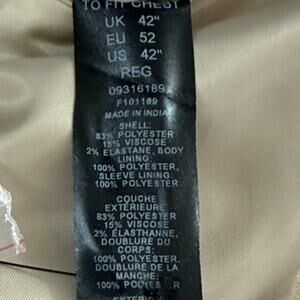 TO FIT CHEST
UK 42"
EU 52
US 42"
REG
09316189
F101169
MADE IN INDIA
SHELL:
83% POLYESTER
15% VISCOSE
2% ELASTANE, BODY
LINING:
100% POLYESTER,
SLEEVE LINING:
100% POLYESTER
COUCHE
EXTÉRIEURE:
83% POLYESTER
15% VISCOSE
2% ÉLASTHANNE,
DOUBLURE DU
CORPS:
100% POLYESTER,
DOUBLURE DE LA
MANCHE:
100% POLYESTER